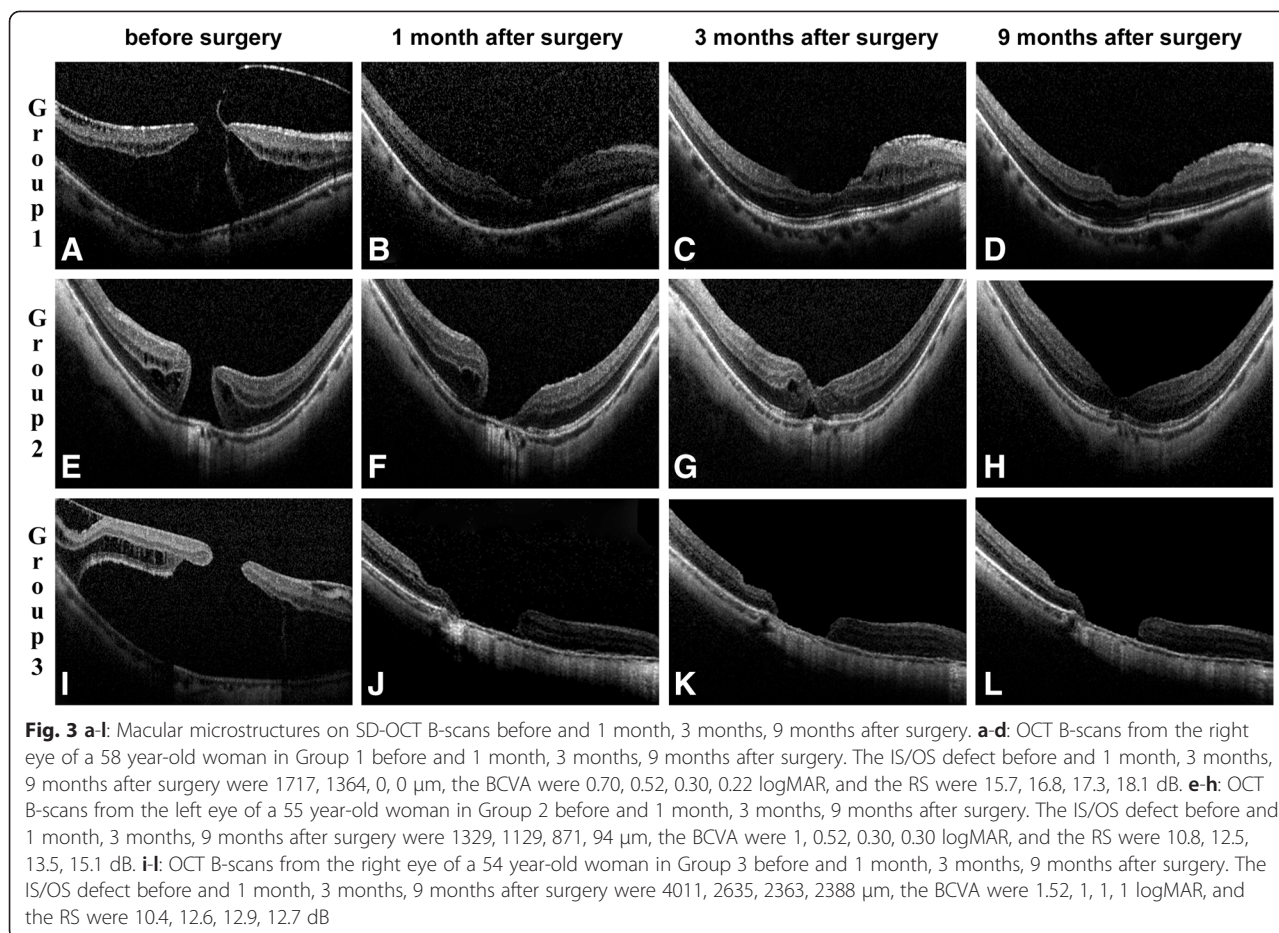 before surgery 1 month after surgery 3 months after surgery 9 months after surgery
Group 1
A B C D
Group 2
E F G H
Group 3
I J K L
Fig. 3 a-l: Macular microstructures on SD-OCT B-scans before and 1 month, 3 months, 9 months after surgery. a-d: OCT B-scans from the right
eye of a 58 year-old woman in Group 1 before and 1 month, 3 months, 9 months after surgery. The IS/OS defect before and 1 month, 3 months,
9 months after surgery were 1717, 1364, 0, 0 μm, the BCVA were 0.70, 0.52, 0.30, 0.22 logMAR, and the RS were 15.7, 16.8, 17.3, 18.1 dB. e-h: OCT
B-scans from the left eye of a 55 year-old woman in Group 2 before and 1 month, 3 months, 9 months after surgery. The IS/OS defect before and
1 month, 3 months, 9 months after surgery were 1329, 1129, 871, 94 μm, the BCVA were 1, 0.52, 0.30, 0.30 logMAR, and the RS were 10.8, 12.5,
13.5, 15.1 dB. i-l: OCT B-scans from the right eye of a 54 year-old woman in Group 3 before and 1 month, 3 months, 9 months after surgery. The
IS/OS defect before and 1 month, 3 months, 9 months after surgery were 4011, 2635, 2363, 2388 μm, the BCVA were 1.52, 1, 1, 1 logMAR, and
the RS were 10.4, 12.6, 12.9, 12.7 dB